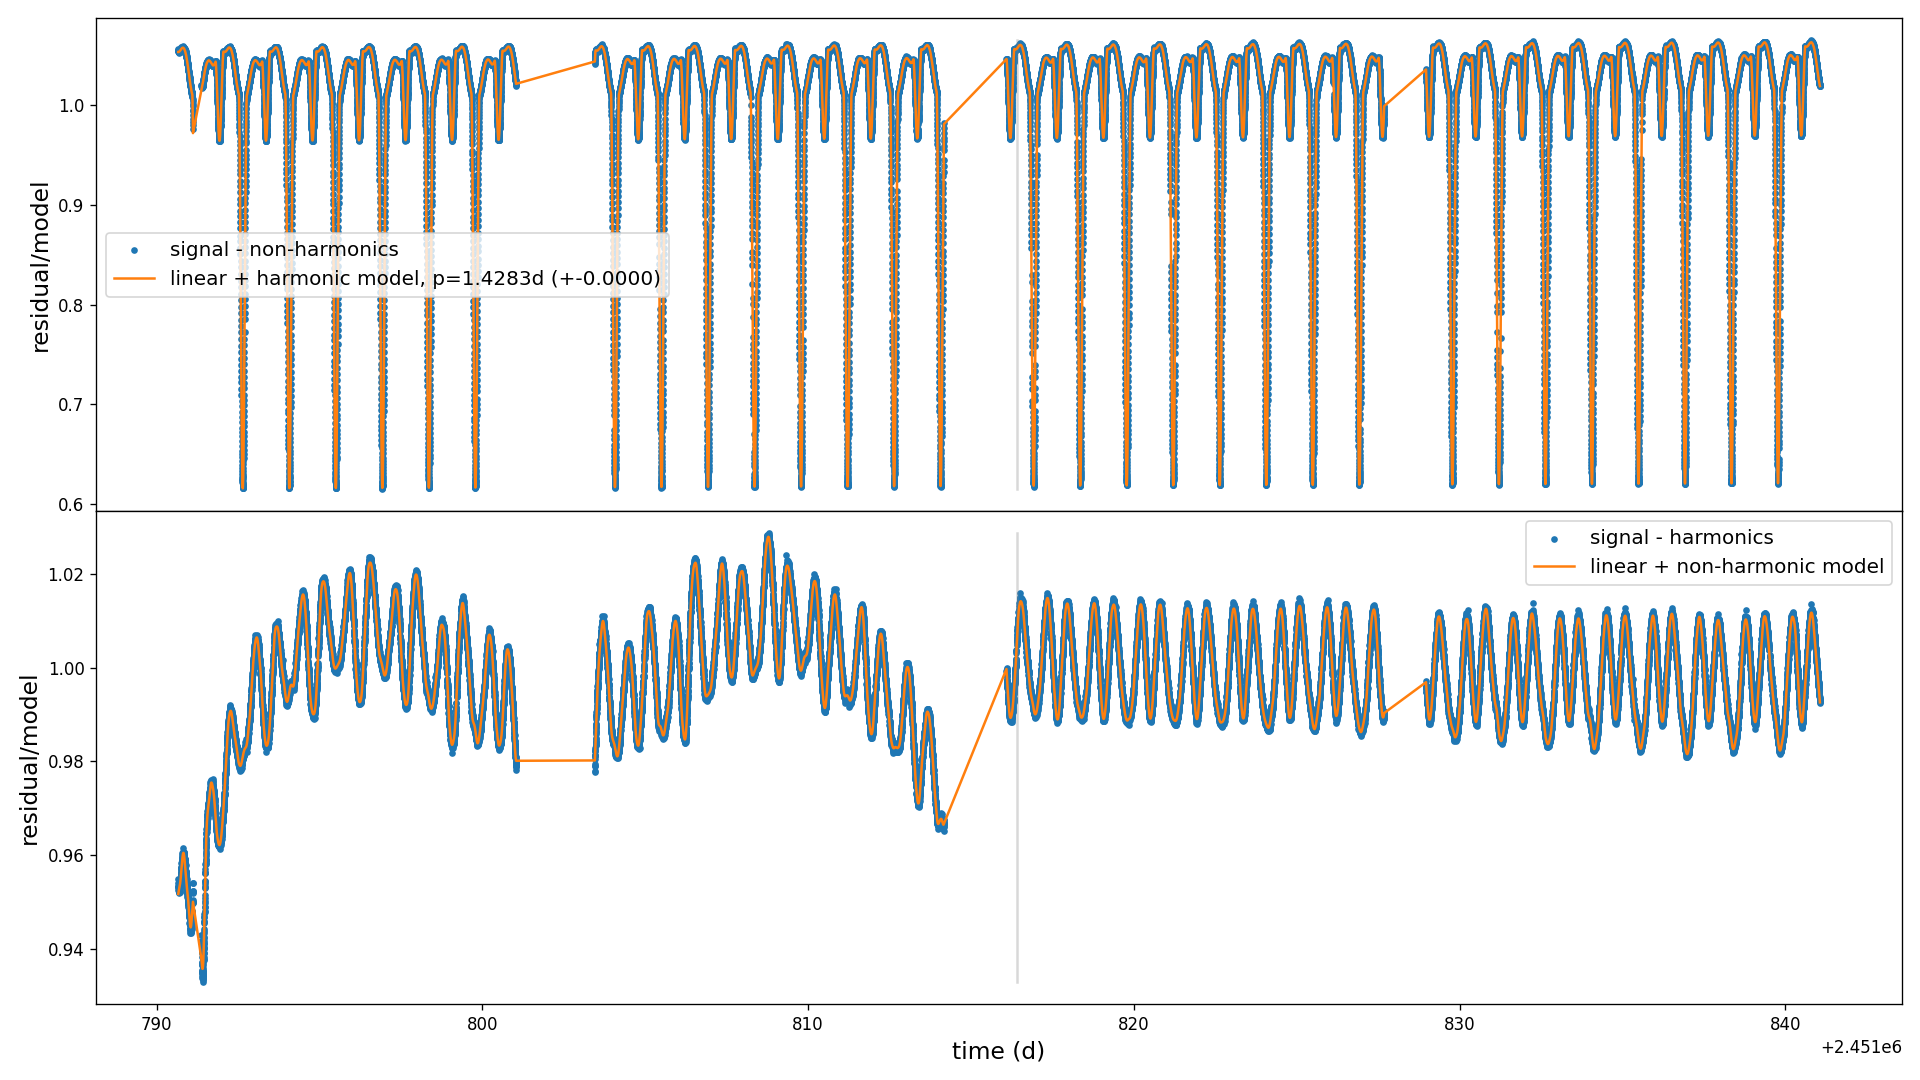 1.0
0.9
0.8
0.7
0.6
residual/model
signal - non-harmonics
linear + harmonic model, p=1.4283d (+-0.0000)
1.02
1.00
0.98
0.96
0.94
residual/model
signal - harmonics
linear + non-harmonic model
790
800
810
820
830
840
time (d)
+2.451e6